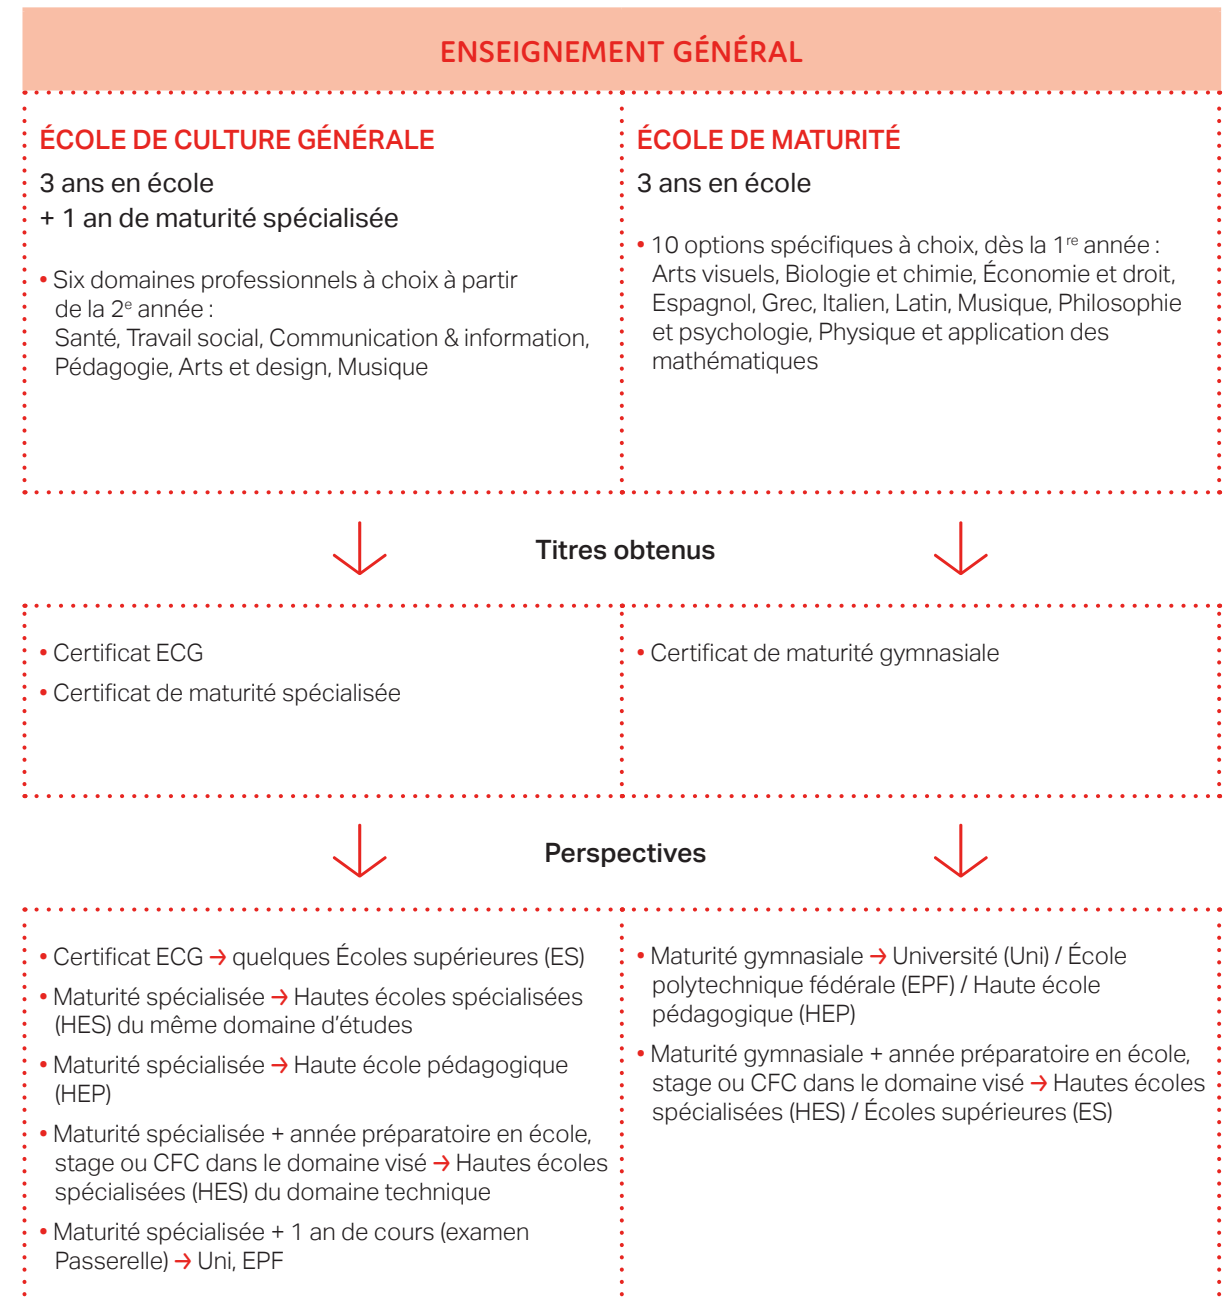 ENSEIGNEMENT GÉNÉRAL
ÉCOLE DE CULTURE GÉNÉRALE
3 ans en école
+ 1 an de maturité spécialisée
• Six domaines professionnels à choix à partir
de la 2e année :
Santé, Travail social, Communication & information,
Pédagogie, Arts et design, Musique
ÉCOLE DE MATURITÉ
3 ans en école
• 10 options spécifiques à choix, dès la 1re année :
Arts visuels, Biologie et chimie, Économie et droit,
Espagnol, Grec, Italien, Latin, Musique, Philosophie
et psychologie, Physique et application des
mathématiques
Titres obtenus
• Certificat ECG
• Certificat de maturité spécialisée
• Certificat de maturité gymnasiale
Perspectives
• Certificat ECG → quelques Écoles supérieures (ES)
• Maturité spécialisée → Hautes écoles spécialisées
(HES) du même domaine d’études
• Maturité spécialisée → Haute école pédagogique
(HEP)
• Maturité spécialisée + année préparatoire en école,
stage ou CFC dans le domaine visé → Hautes écoles
spécialisées (HES) du domaine technique
• Maturité spécialisée + 1 an de cours (examen
Passerelle) → Uni, EPF
• Maturité gymnasiale → Université (Uni) / École
polytechnique fédérale (EPF) / Haute école
pédagogique (HEP)
• Maturité gymnasiale + année préparatoire en école,
stage ou CFC dans le domaine visé → Hautes écoles
spécialisées (HES) / Écoles supérieures (ES)